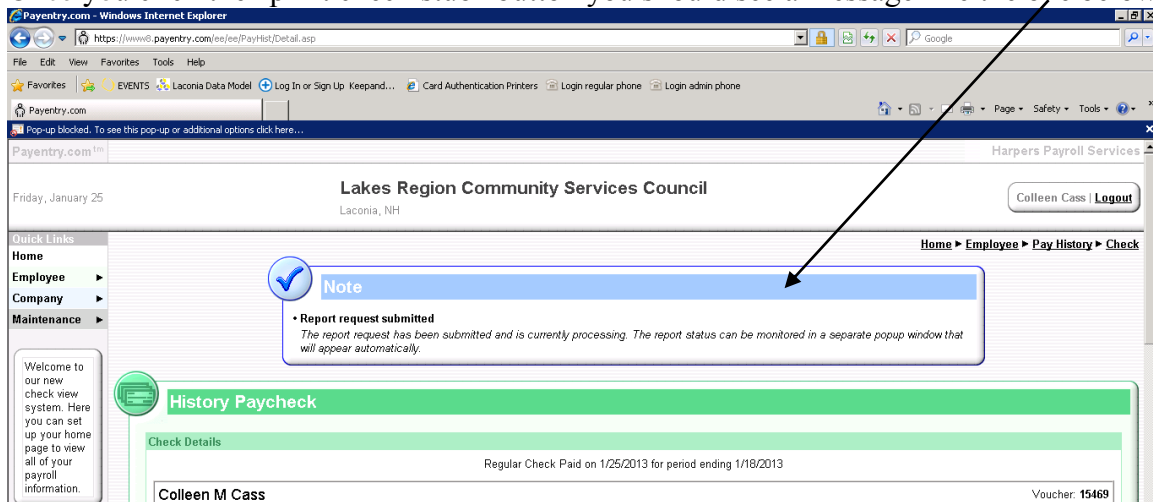 Payentry.com - Windows Internet Explorer
https://www6.payentry.com/ee/ee/PayHist/Detail.asp
Google
File Edit View Favorites Tools Help
Favorites EVENTS Laconia Data Model Log In or Sign Up Keepand... Card Authentication Printers Login regular phone Login admin phone
Payentry.com
Page Safety Tools
Pop-up blocked. To see this pop-up or additional options click here...
Payentry.com tm
Harpers Payroll Services
Friday, January 25
Lakes Region Community Services Council
Laconia, NH
Colleen Cass | Logout
Quick Links
Home
Employee
Company
Maintenance
Home ► Employee ► Pay History ► Check
Note
• Report request submitted
The report request has been submitted and is currently processing. The report status can be monitored in a separate popup window that
will appear automatically.
Welcome to
our new
check view
system. Here
you can set
up your home
page to view
all of your
payroll
information.
History Paycheck
Check Details
Regular Check Paid on 1/25/2013 for period ending 1/18/2013
Colleen M Cass
Voucher: 15469